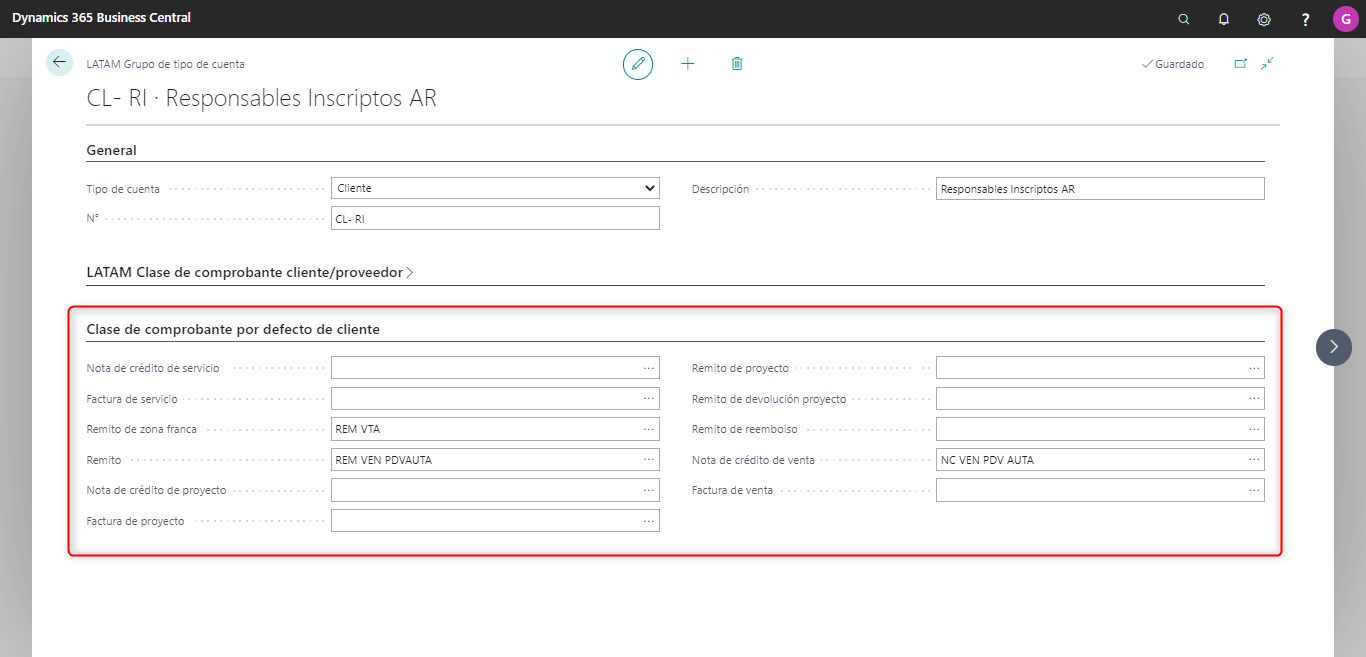 Dynamics 365 Business Central
?
G
LATAM Grupo de tipo de cuenta
Guardado
CL- RI · Responsables Inscriptos AR
General
Tipo de cuenta Cliente
Descripción Responsables Inscriptos AR
N° CL- RI
LATAM Clase de comprobante cliente/proveedor
Clase de comprobante por defecto de cliente
Nota de crédito de servicio ...
Remito de proyecto ...
Factura de servicio ...
Remito de devolución proyecto ...
Remito de zona franca REM VTA ...
Remito de reembolso ...
Remito REM VEN PDVAUTA ...
Nota de crédito de venta NC VEN PDV AUTA ...
Nota de crédito de proyecto ...
Factura de venta ...
Factura de proyecto ...